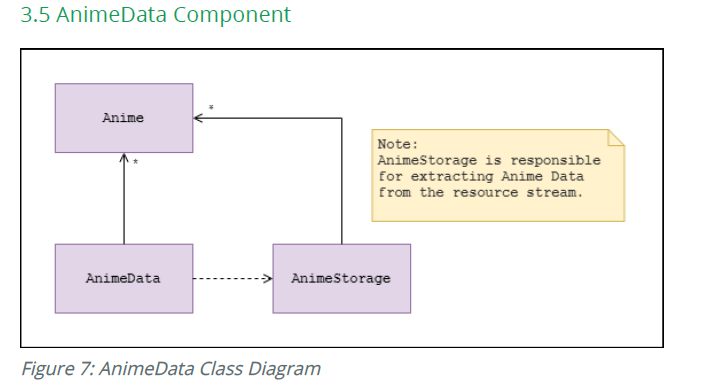 3.5 AnimeData Component
Anime
*
*
Note:
AnimeStorage is responsible
for extracting Anime Data
from the resource stream.
AnimeData
AnimeStorage
Figure 7: AnimeData Class Diagram